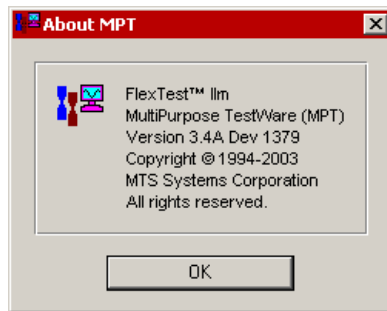 About MPT
FlexTest™ IIm
MultiPurpose TestWare (MPT)
Version 3.4A Dev 1379
Copyright © 1994-2003
MTS Systems Corporation
All rights reserved.
OK